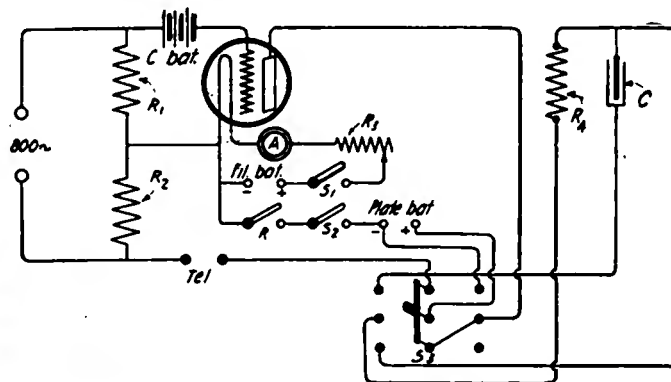 C bat.
R1
800~
R2
A
R3
Fil. bat.
- +
S1
R
S2
Plate bat
- +
Tel
S3
R4
C